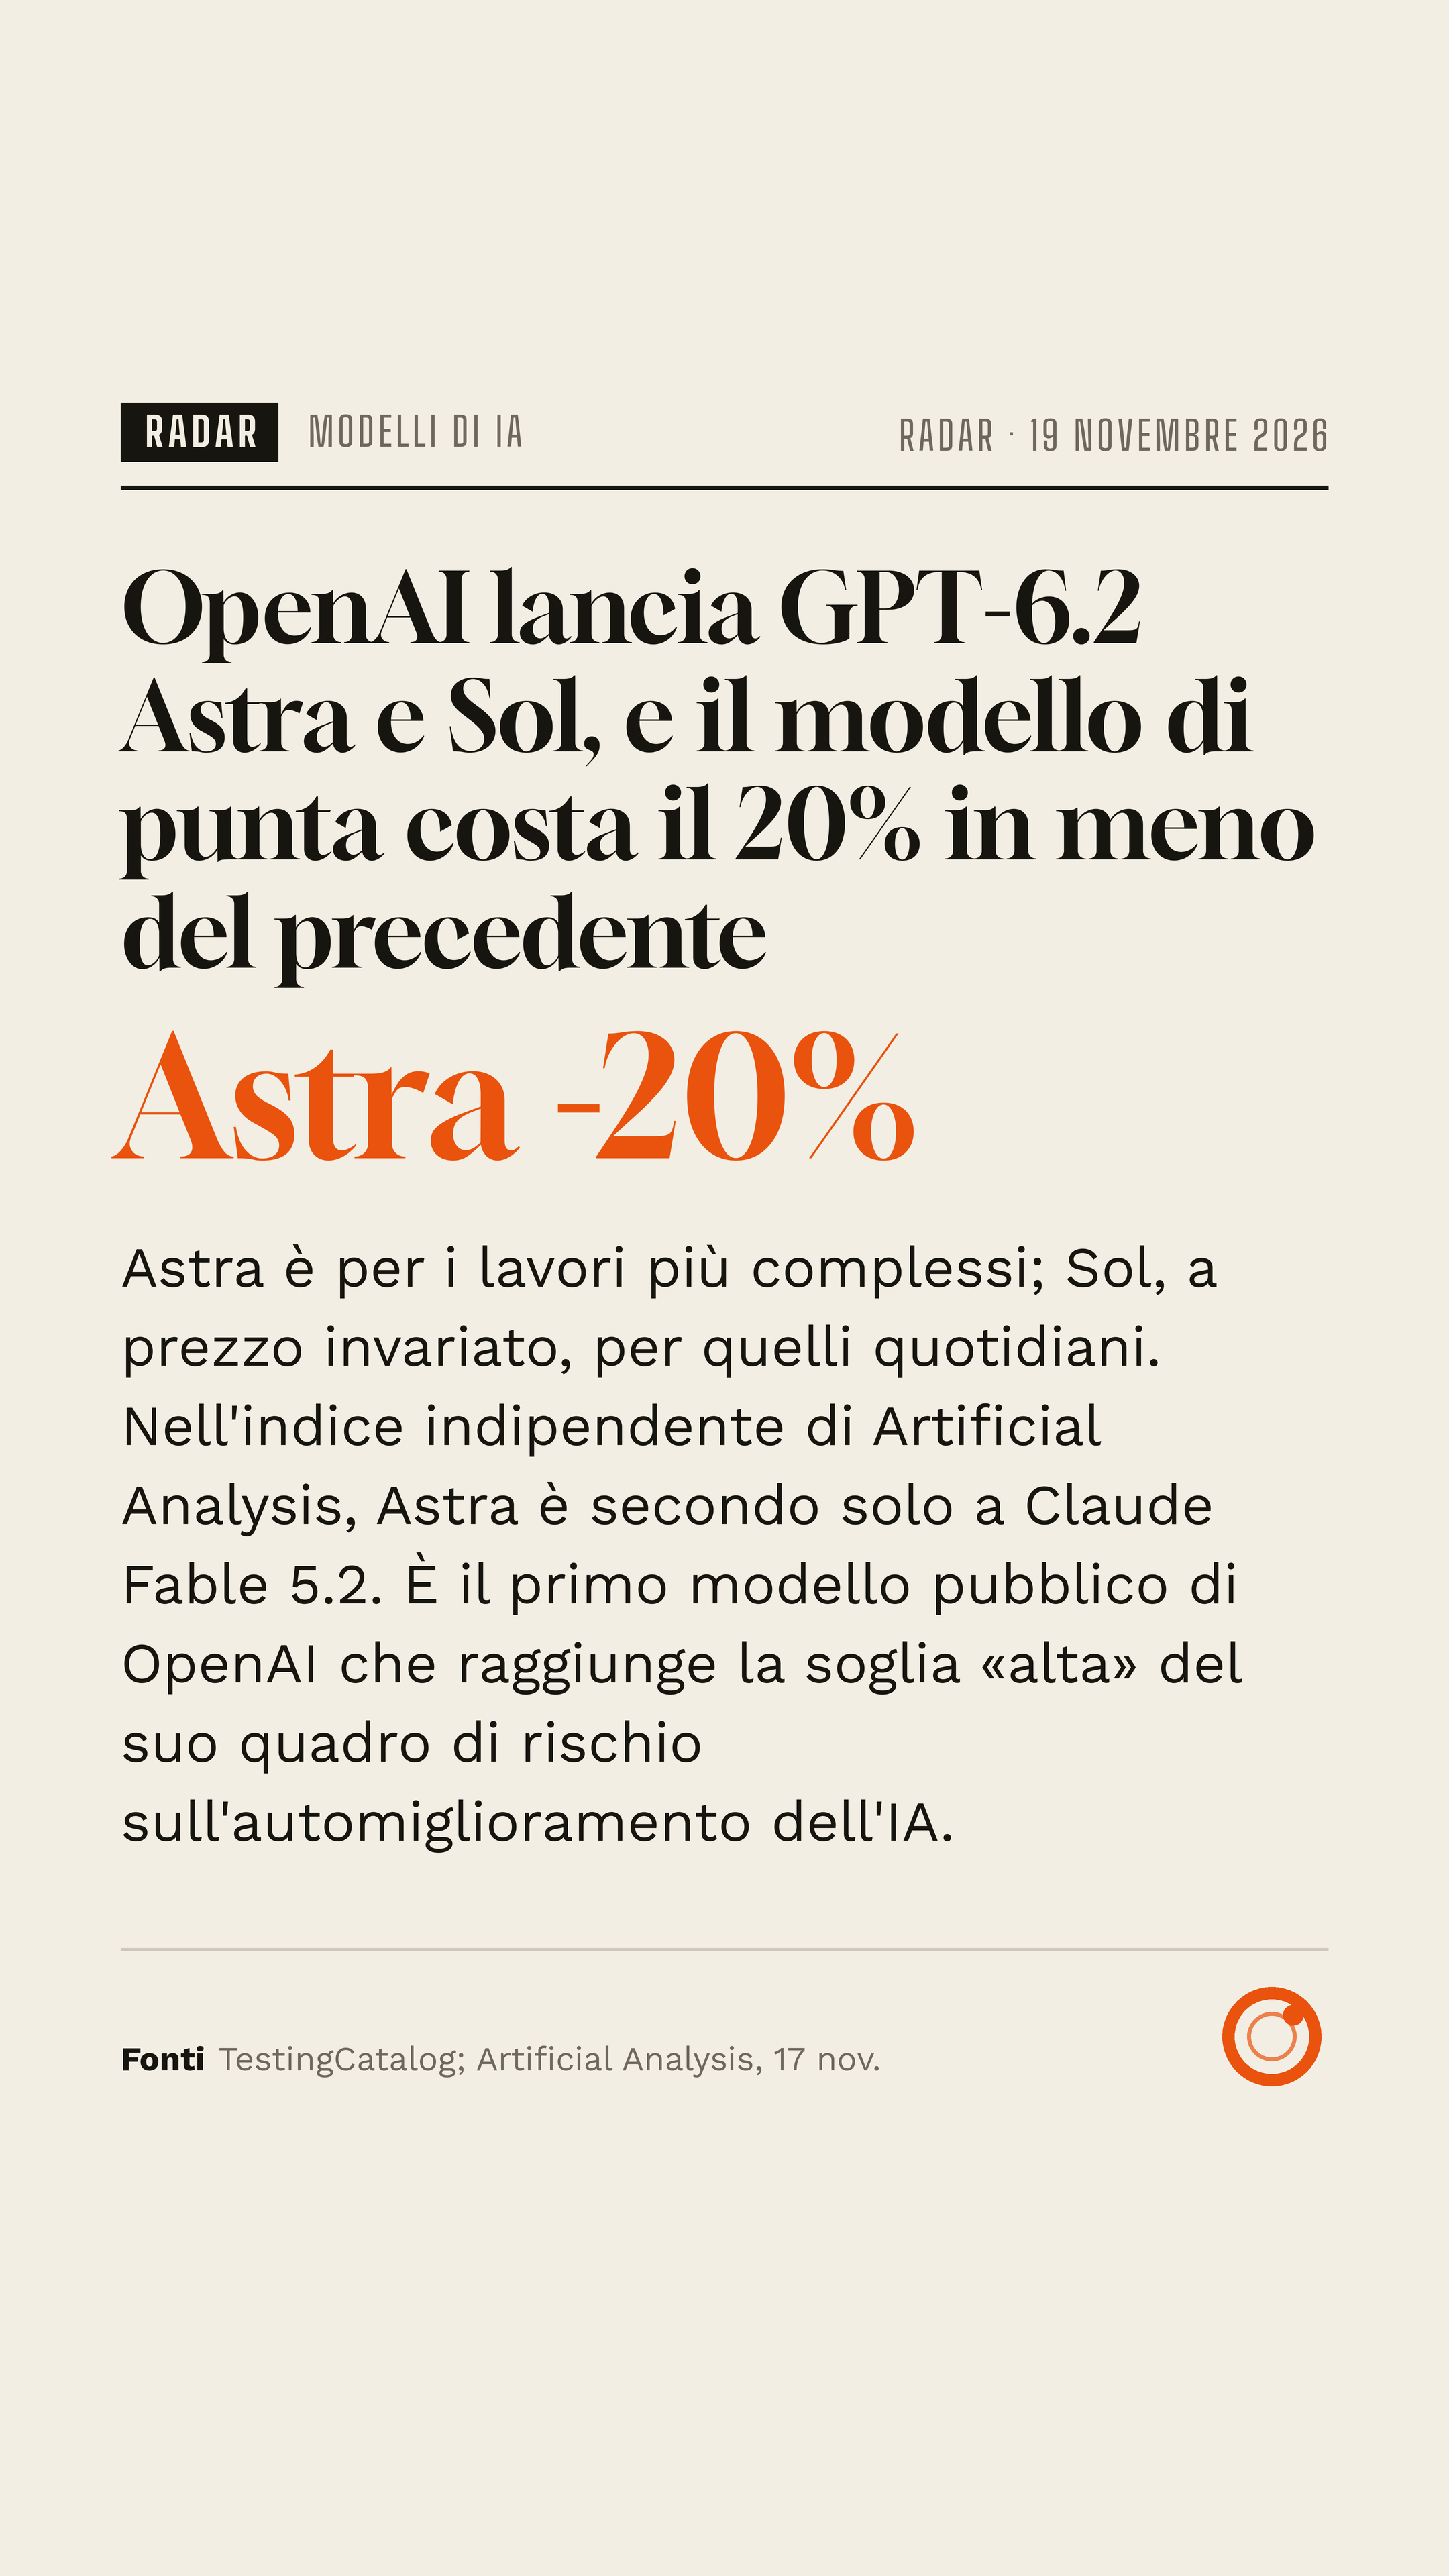 RADAR MODELLI DI IA RADAR · 19 NOVEMBRE 2026
OpenAI lancia GPT-6.2
Astra e Sol, e il modello di
punta costa il 20% in meno
del precedente
Astra -20%
Astra è per i lavori più complessi; Sol, a
prezzo invariato, per quelli quotidiani.
Nell'indice indipendente di Artificial
Analysis, Astra è secondo solo a Claude
Fable 5.2. È il primo modello pubblico di
OpenAI che raggiunge la soglia «alta» del
suo quadro di rischio
sull'automiglioramento dell'IA.
Fonti TestingCatalog; Artificial Analysis, 17 nov.